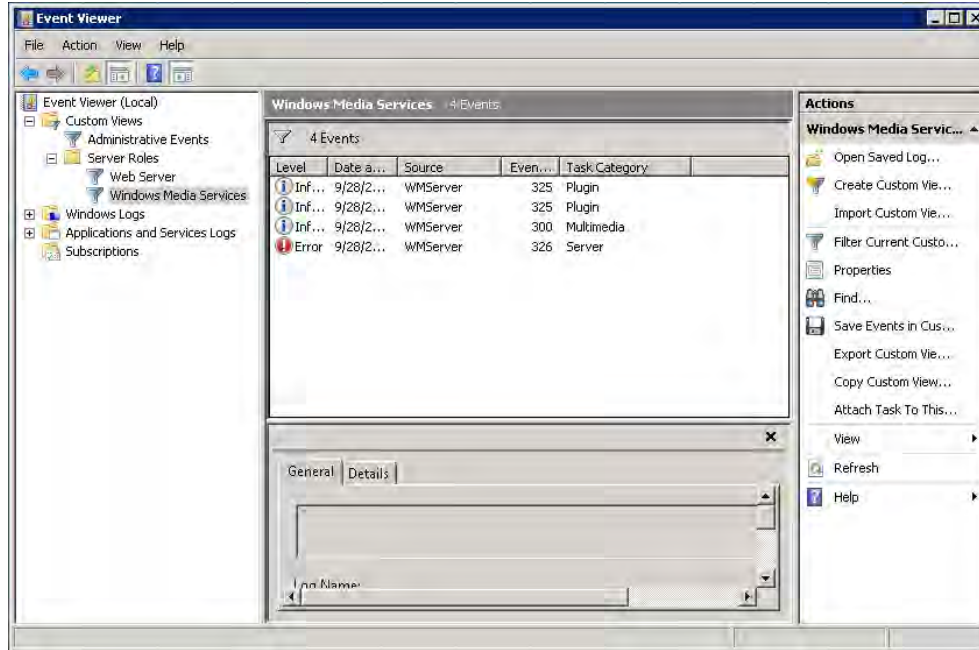 Event Viewer
File Action View Help
Event Viewer (Local)
Custom Views
Administrative Events
Server Roles
Web Server
Windows Media Services
Windows Logs
Applications and Services Logs
Subscriptions
Windows Media Services 4 Events
4 Events
Level Date a... Source Even... Task Category
Inf... 9/28/2... WMServer 325 Plugin
Inf... 9/28/2... WMServer 325 Plugin
Inf... 9/28/2... WMServer 300 Multimedia
Error 9/28/2... WMServer 326 Server
General Details
Log Name:
Actions
Windows Media Servic...
Open Saved Log...
Create Custom Vie...
Import Custom Vie...
Filter Current Custo...
Properties
Find...
Save Events in Cus...
Export Custom Vie...
Copy Custom View...
Attach Task To This...
View
Refresh
Help